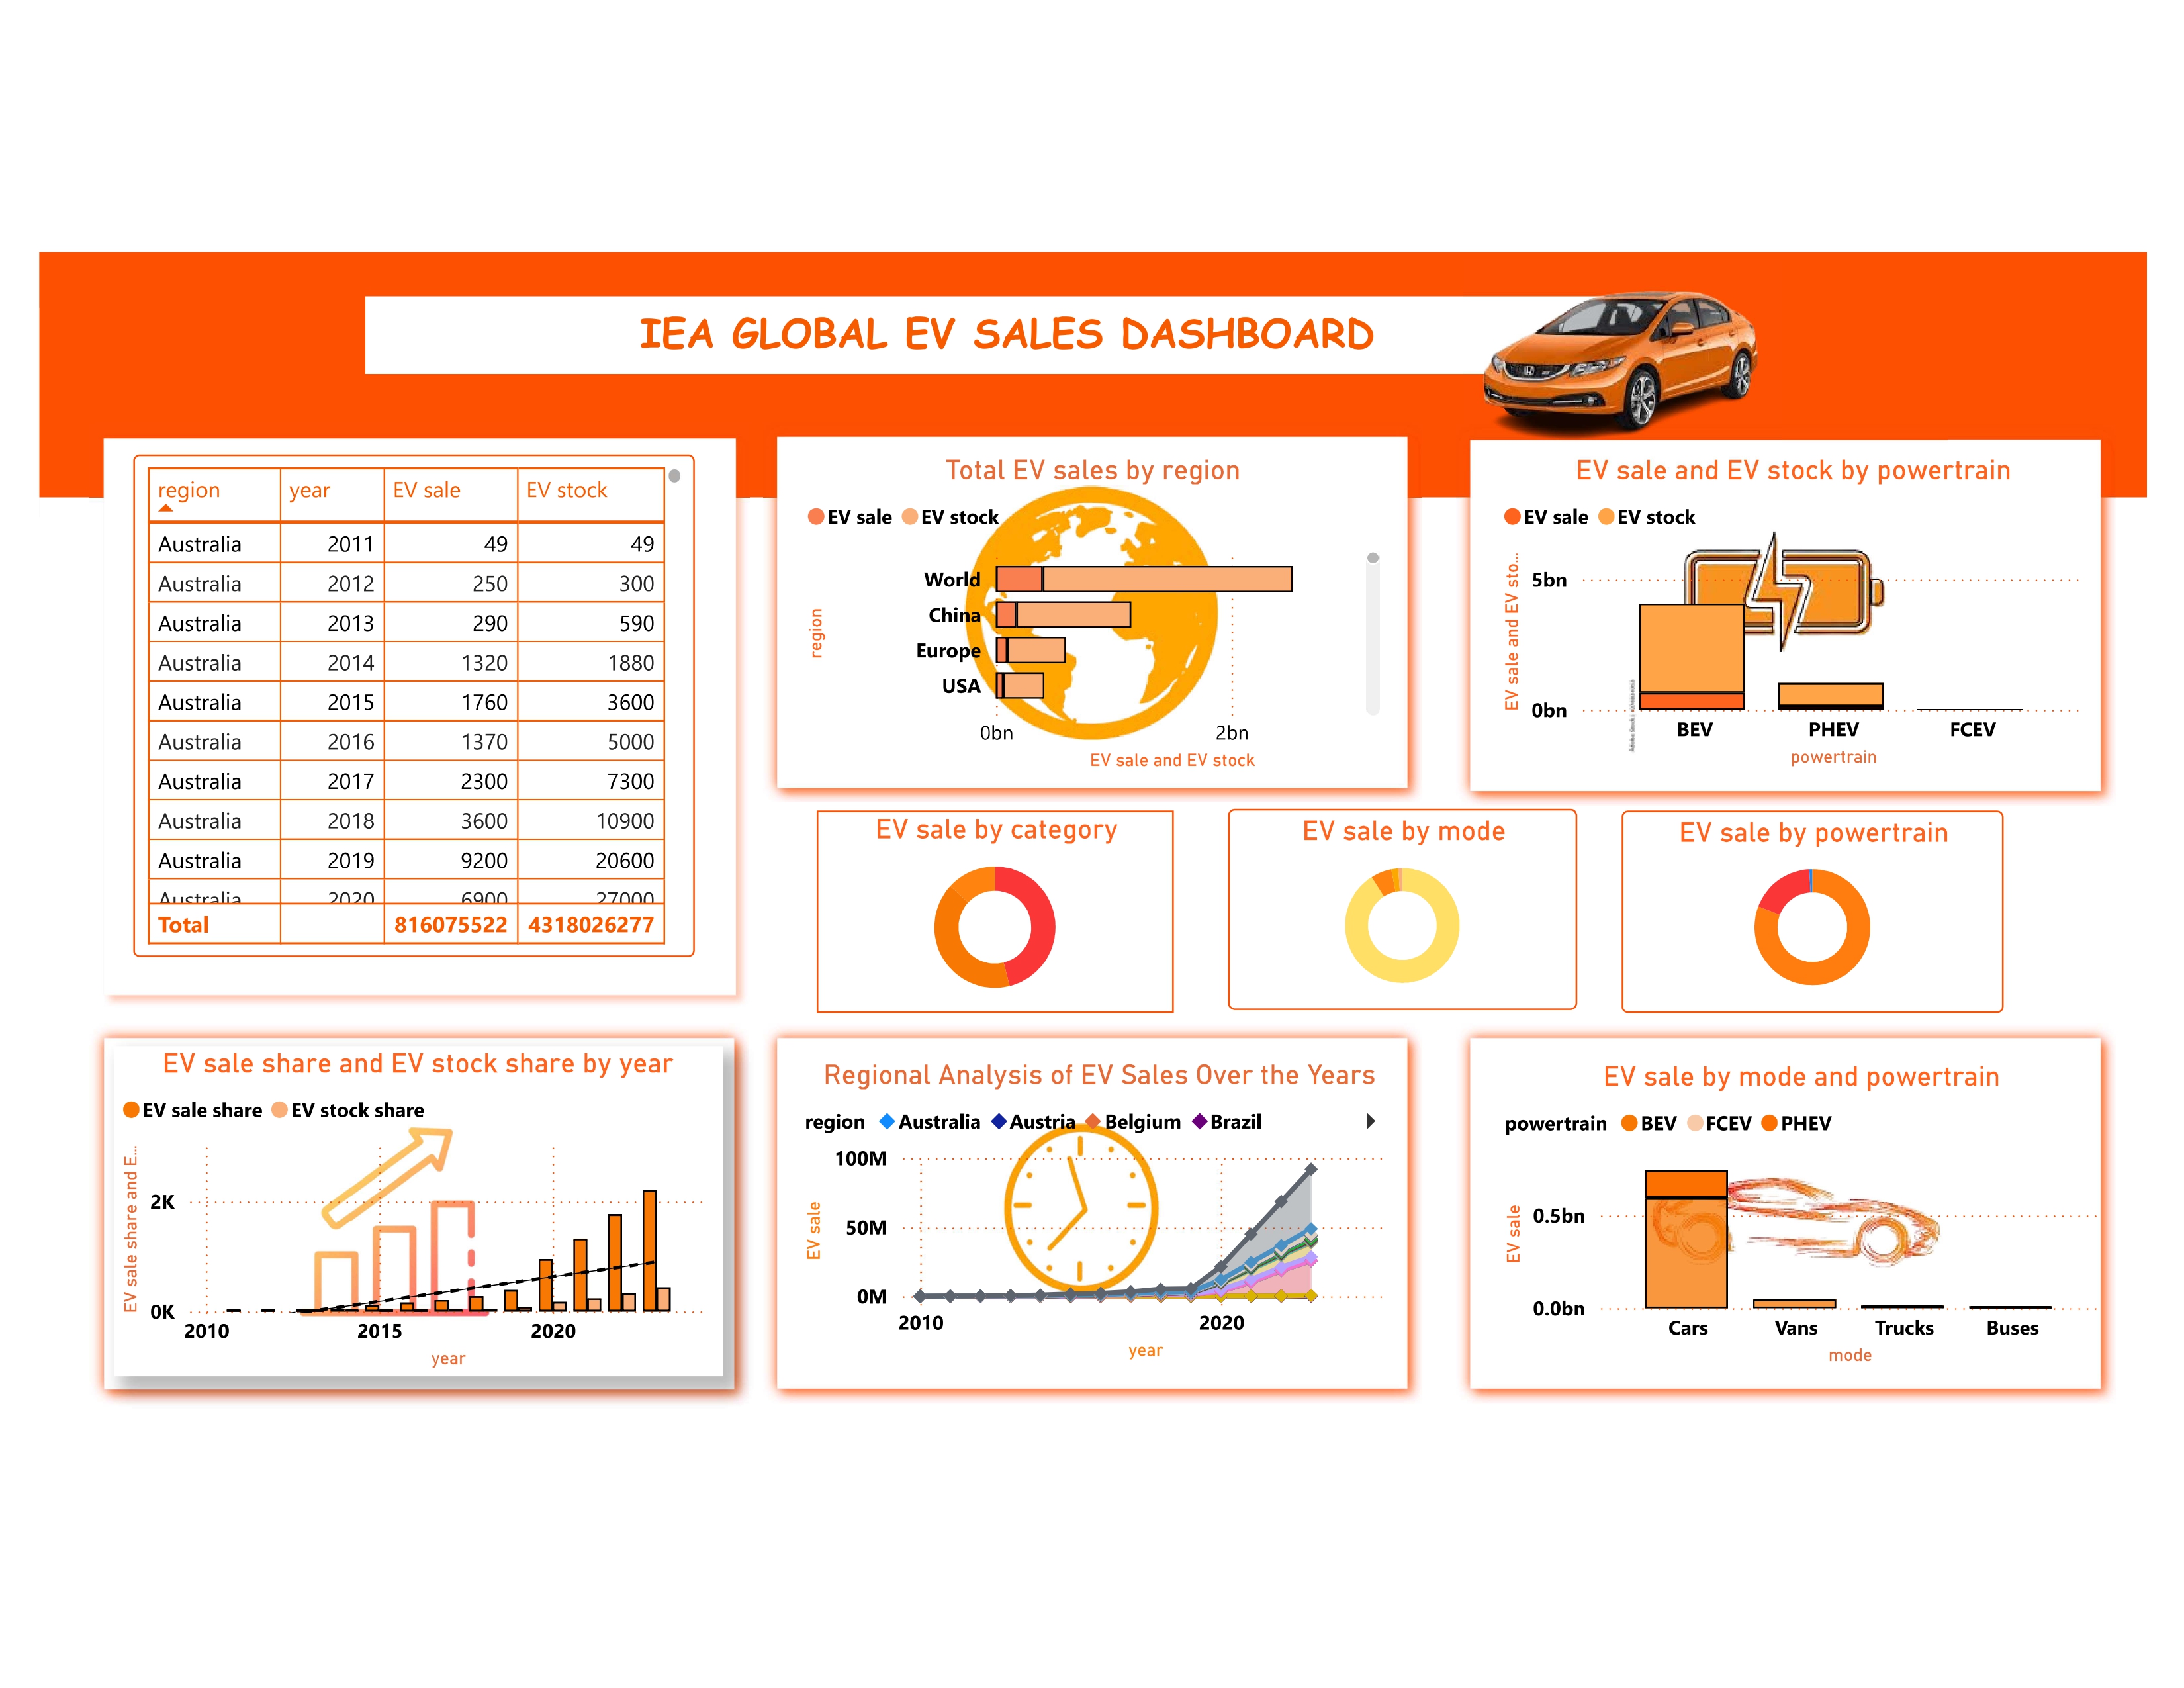 IEA GLOBAL EV SALES DASHBOARD
region year EV sale EV stock
Australia 2011 49 49
Australia 2012 250 300
Australia 2013 290 590
Australia 2014 1320 1880
Australia 2015 1760 3600
Australia 2016 1370 5000
Australia 2017 2300 7300
Australia 2018 3600 10900
Australia 2019 9200 20600
Australia 2020 6900 27000
Total 816075522 4318026277
Total EV sales by region
EV sale EV stock
region
World
China
Europe
USA
0bn 2bn
EV sale and EV stock
EV sale and EV stock by powertrain
EV sale EV stock
EV sale and EV sto...
5bn
0bn
BEV PHEV FCEV
powertrain
EV sale by category
EV sale by mode
EV sale by powertrain
EV sale share and EV stock share by year
EV sale share EV stock share
EV sale share and E...
2K
0K
2010 2015 2020
year
Regional Analysis of EV Sales Over the Years
region Australia Austria Belgium Brazil
EV sale
100M
50M
0M
2010 2020
year
EV sale by mode and powertrain
powertrain BEV FCEV PHEV
EV sale
0.5bn
0.0bn
Cars Vans Trucks Buses
mode